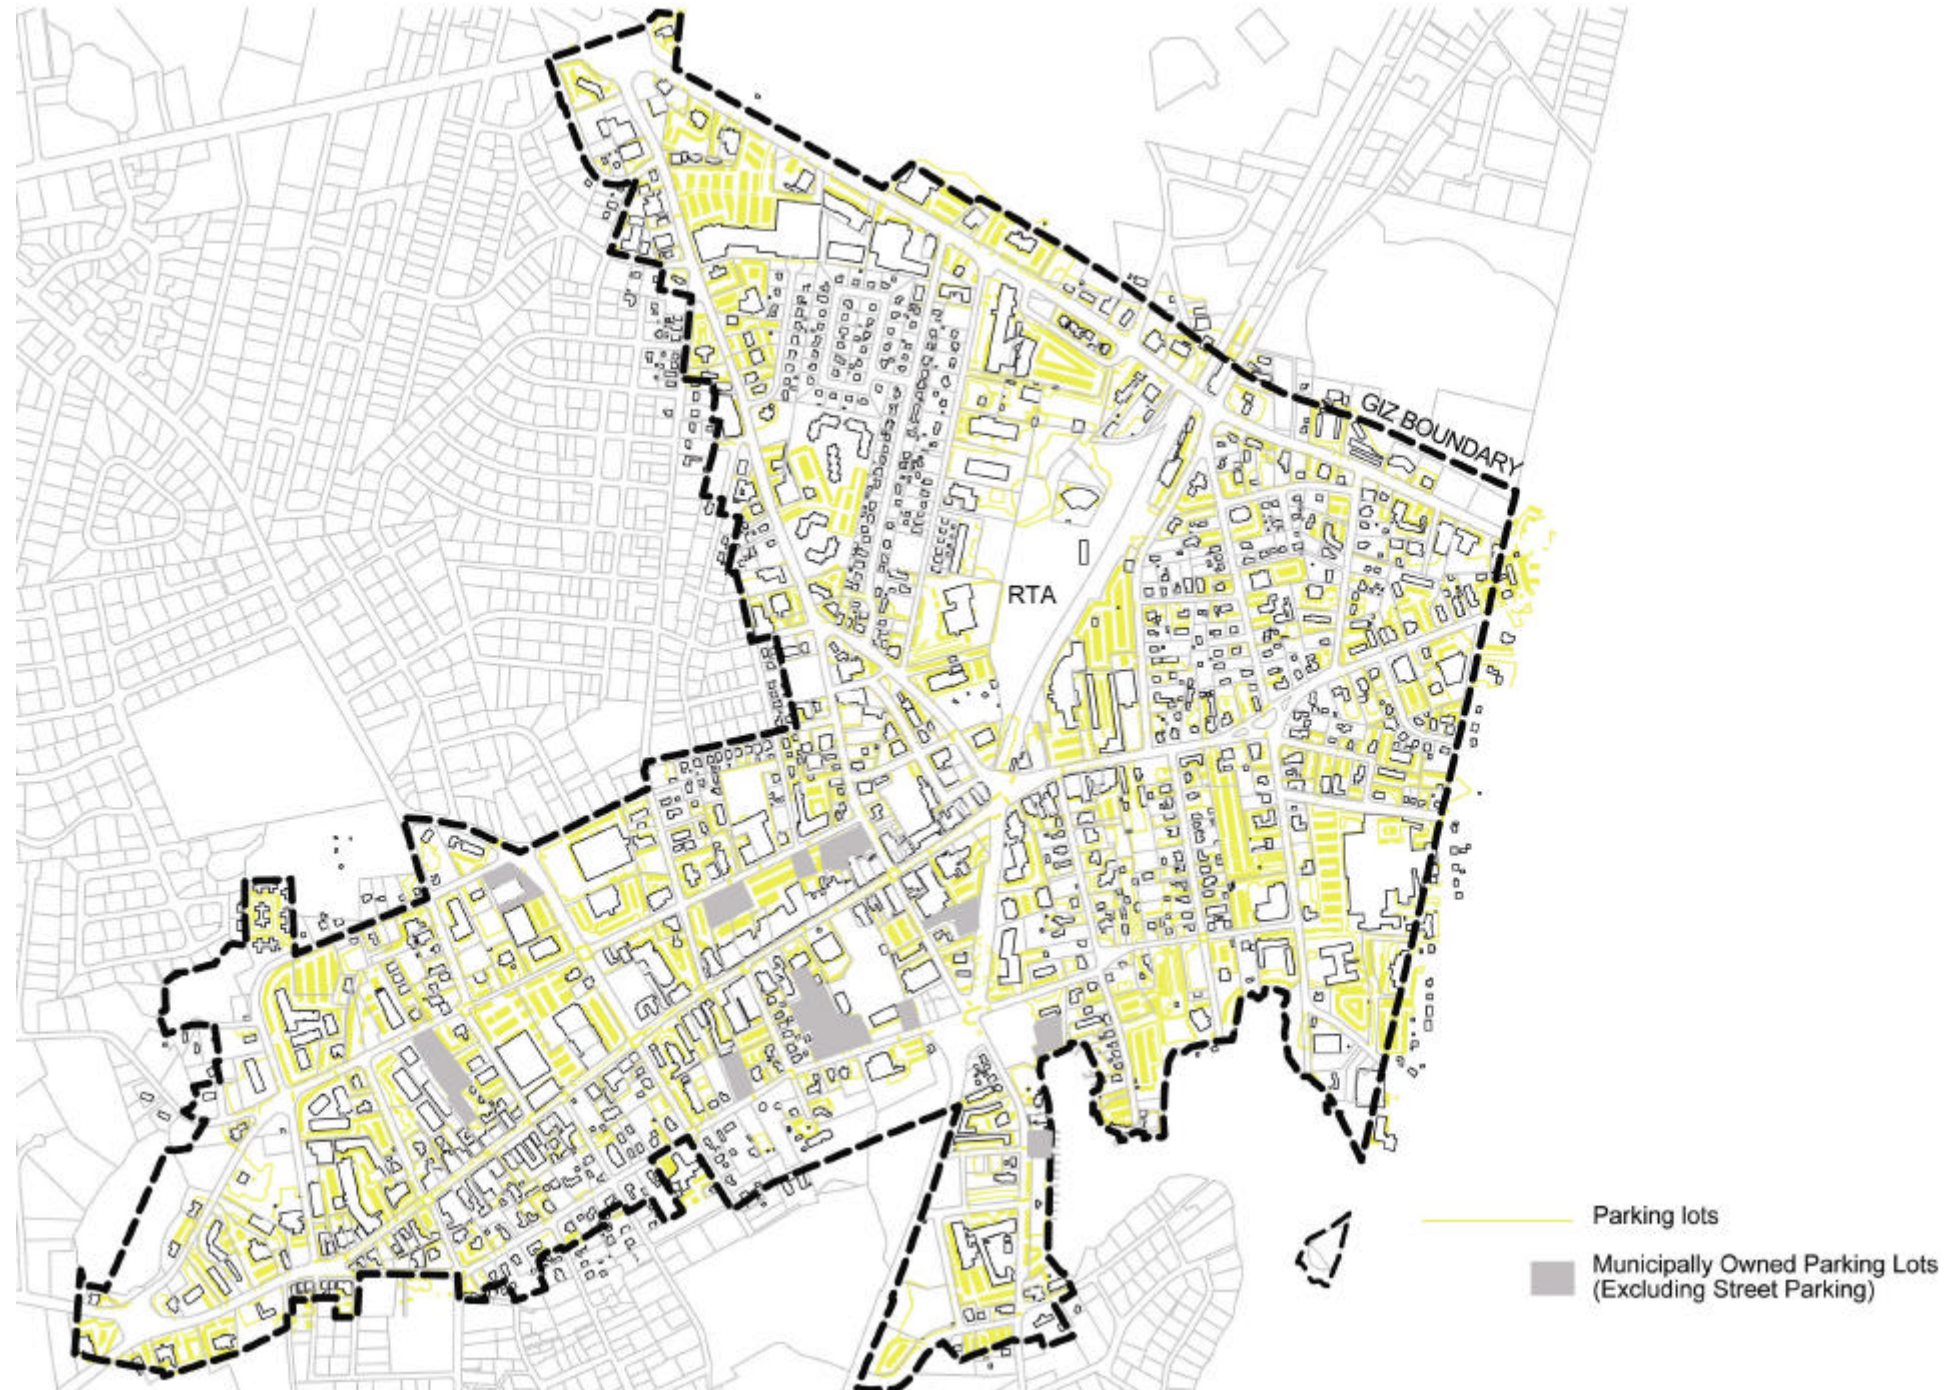 GIZ BOUNDARY
RTA
Parking lots
Municipally Owned Parking Lots
(Excluding Street Parking)